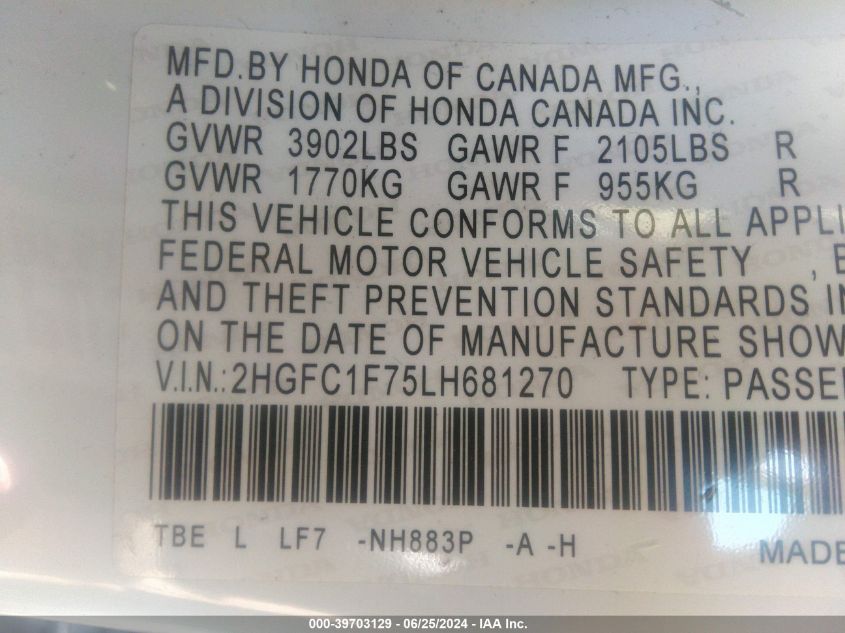 MFD.BY HONDA OF CANADA MFG.,
A DIVISION OF HONDA CANADA INC.
GVWR 3902LBS GAWR F 2105LBS R
GVWR 1770KG GAWR F 955KG R
THIS VEHICLE CONFORMS TO ALL APPLI
FEDERAL MOTOR VEHICLE SAFETY , B
AND THEFT PREVENTION STANDARDS IN
ON THE DATE OF MANUFACTURE SHOW
V.I.N.:2HGFC1F75LH681270 TYPE: PASSE
TBE L LF7 -NH883P -A -H MADE
000-39703129 - 06/25/2024 - IAA Inc.